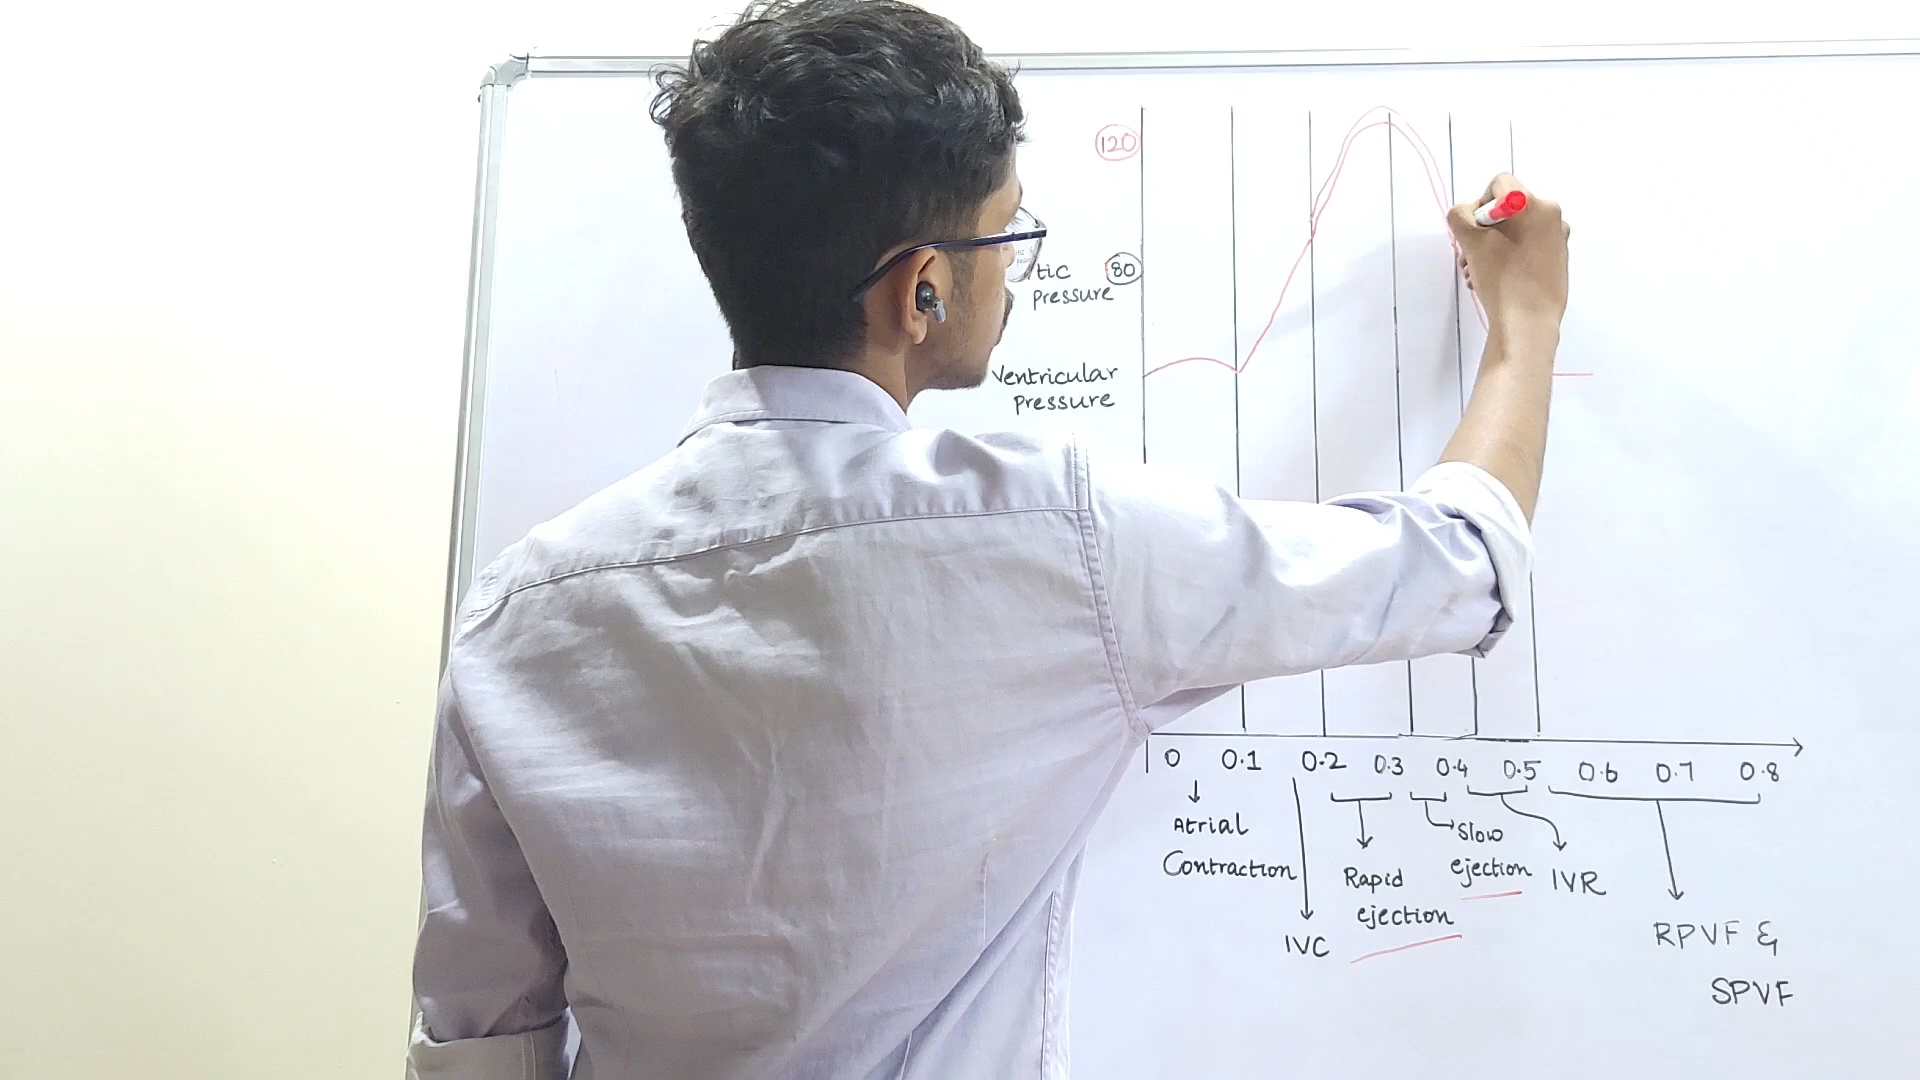 120
tic 80
pressure
Ventricular
pressure
0 0.1 0.2 0.3 0.4 0.5 0.6 0.7 0.8
Atrial
Contraction
IVC
Rapid
ejection
Slow
ejection
IVR
RPVF &
SPVF